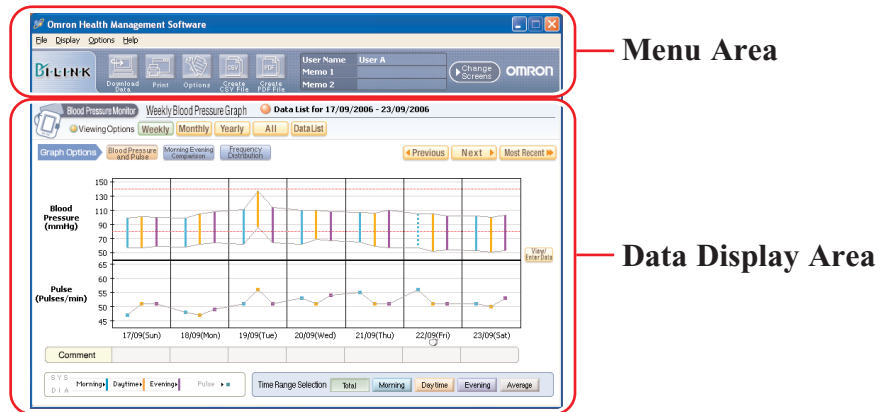 Omron Health Management Software
File Display Options Help
BI-LINK
Download Data
Print
Options
Create CSV File
Create PDF File
User Name User A
Memo 1
Memo 2
Change Screens
OMRON
Menu Area
Blood Pressure Monitor Weekly Blood Pressure Graph Data List for 17/09/2006 - 23/09/2006
Viewing Options Weekly Monthly Yearly All Data List
Graph Options
Blood Pressure and Pulse
Morning Evening Comparison
Frequency Distribution
Previous Next Most Recent
Blood
Pressure
(mmHg)
150
130
110
90
70
50
View/
Enter Data
Data Display Area
Pulse
(Pulses/min)
65
60
55
50
45
17/09(Sun) 18/09(Mon) 19/09(Tue) 20/09(Wed) 21/09(Thu) 22/09(Fri) 23/09(Sat)
Comment
SYS
DIA
Morning Daytime Evening Pulse
Time Range Selection Total Morning Daytime Evening Average